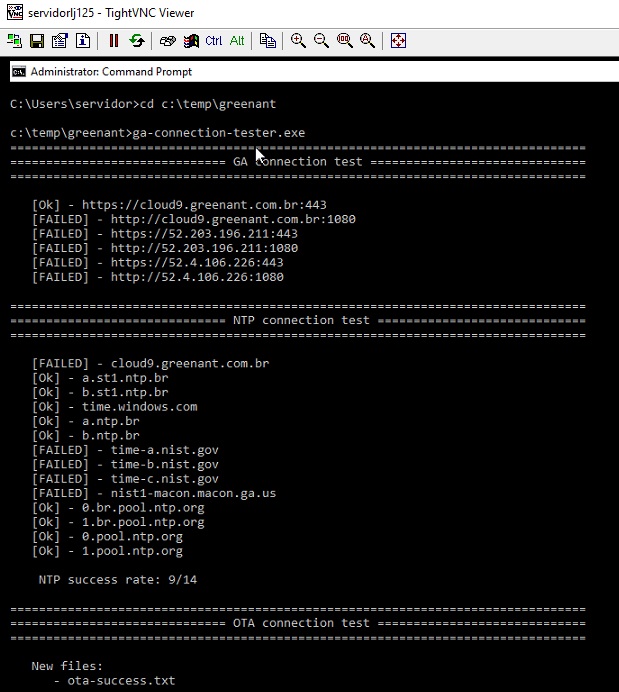 servidorlj125 - TightVNC Viewer
Ctrl Alt
Administrator: Command Prompt
C:\Users\servidor>cd c:\temp\greenant
c:\temp\greenant>ga-connection-tester.exe
================================================================================
============================== GA connection test ==============================
================================================================================
[Ok] - https://cloud9.greenant.com.br:443
[FAILED] - http://cloud9.greenant.com.br:1080
[FAILED] - https://52.203.196.211:443
[FAILED] - http://52.203.196.211:1080
[FAILED] - https://52.4.106.226:443
[FAILED] - http://52.4.106.226:1080
================================================================================
============================== NTP connection test =============================
================================================================================
[FAILED] - cloud9.greenant.com.br
[Ok] - a.st1.ntp.br
[Ok] - b.st1.ntp.br
[Ok] - time.windows.com
[Ok] - a.ntp.br
[Ok] - b.ntp.br
[FAILED] - time-a.nist.gov
[FAILED] - time-b.nist.gov
[FAILED] - time-c.nist.gov
[FAILED] - nist1-macon.macon.ga.us
[Ok] - 0.br.pool.ntp.org
[Ok] - 1.br.pool.ntp.org
[Ok] - 0.pool.ntp.org
[Ok] - 1.pool.ntp.org
NTP success rate: 9/14
================================================================================
============================== OTA connection test =============================
================================================================================
New files:
- ota-success.txt